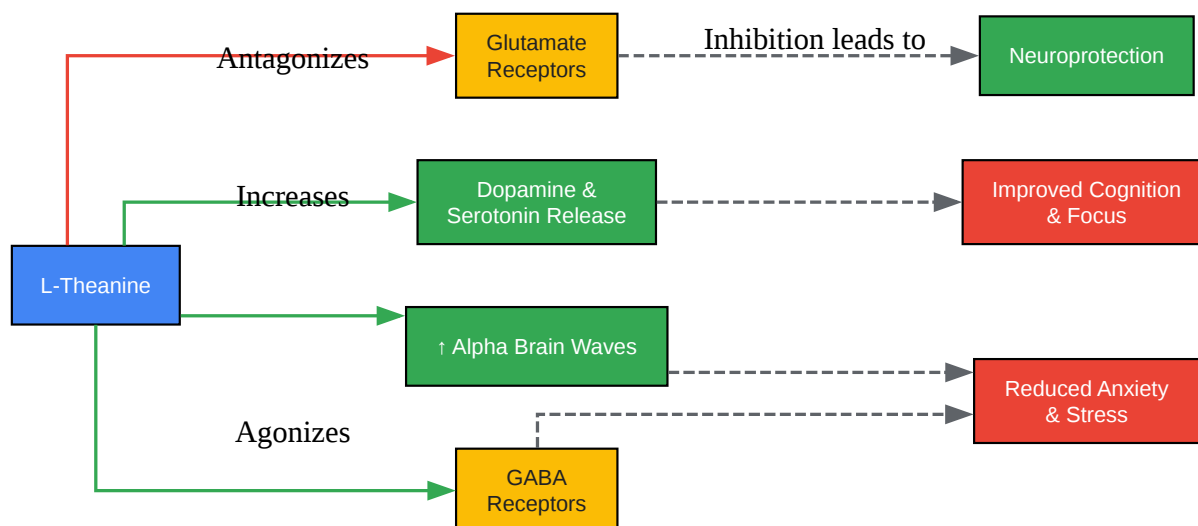 Antagonizes
Glutamate
Receptors
Inhibition leads to
Neuroprotection
Increases
Dopamine &
Serotonin Release
Improved Cognition
& Focus
L-Theanine
↑ Alpha Brain Waves
Reduced Anxiety
& Stress
Agonizes
GABA
Receptors